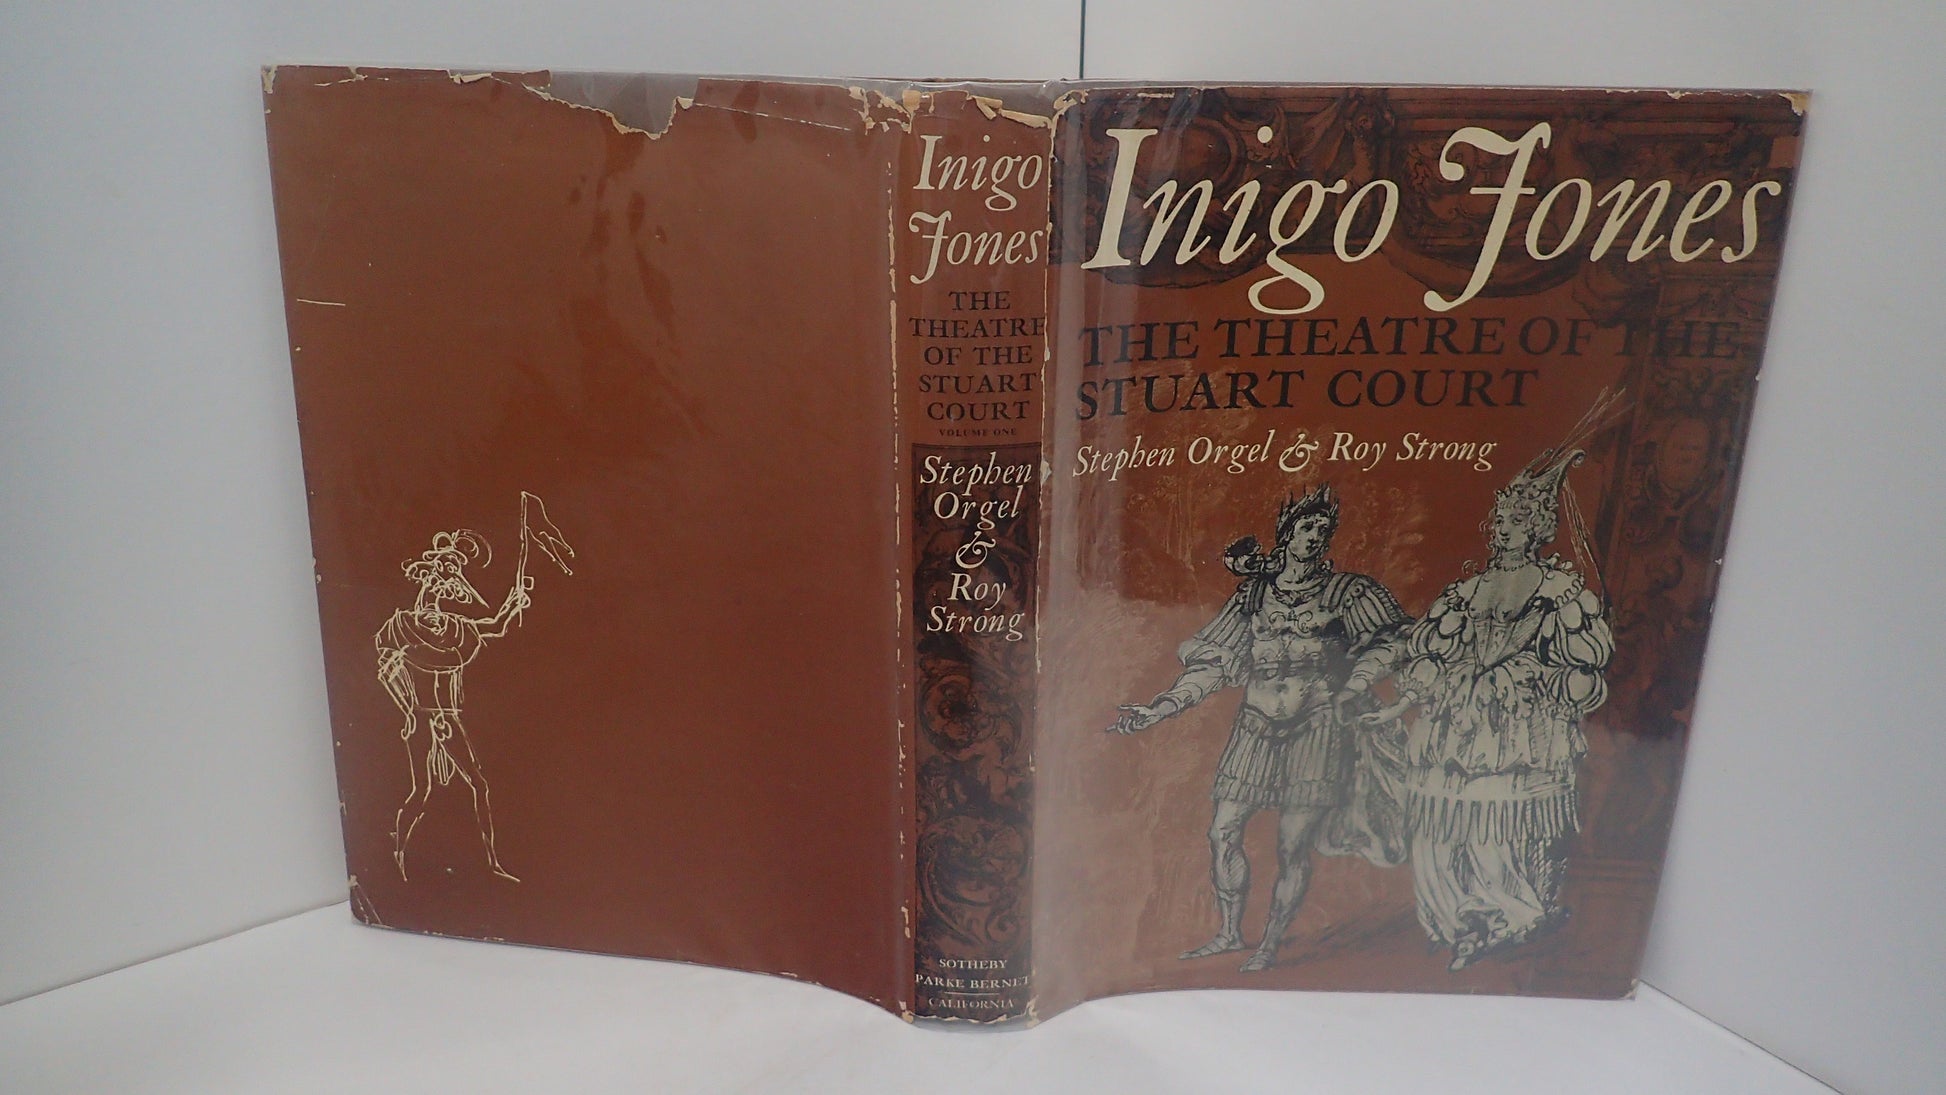 Inigo
Jones
THE
THEATRE
OF THE
STUART
COURT
VOLUME ONE
Stephen
Orgel
&
Roy
Strong
SOTHEBY
PARKE BERNET
CALIFORNIA
Inigo Jones
THE THEATRE OF THE
STUART COURT
Stephen Orgel & Roy Strong